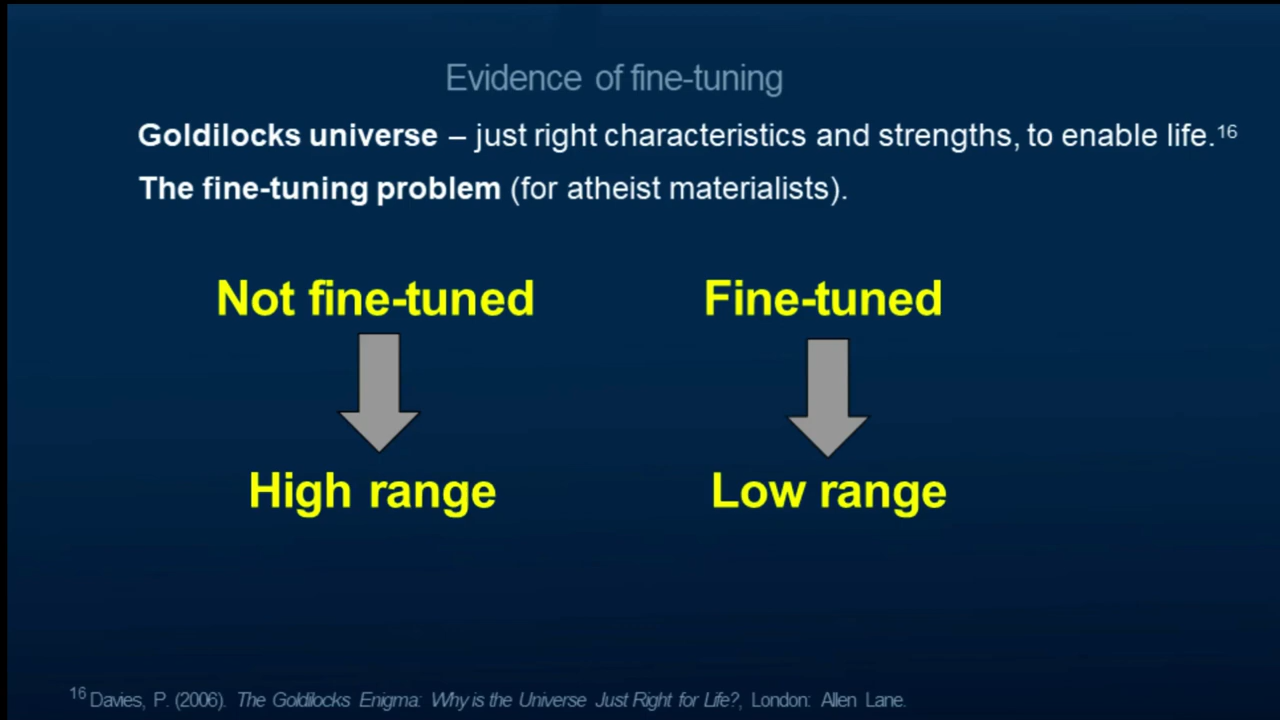 Evidence of fine-tuning
Goldilocks universe – just right characteristics and strengths, to enable life.16
The fine-tuning problem (for atheist materialists).
Not fine-tuned Fine-tuned
High range Low range
16 Davies, P. (2006). The Goldilocks Enigma: Why is the Universe Just Right for Life?, London: Allen Lane.